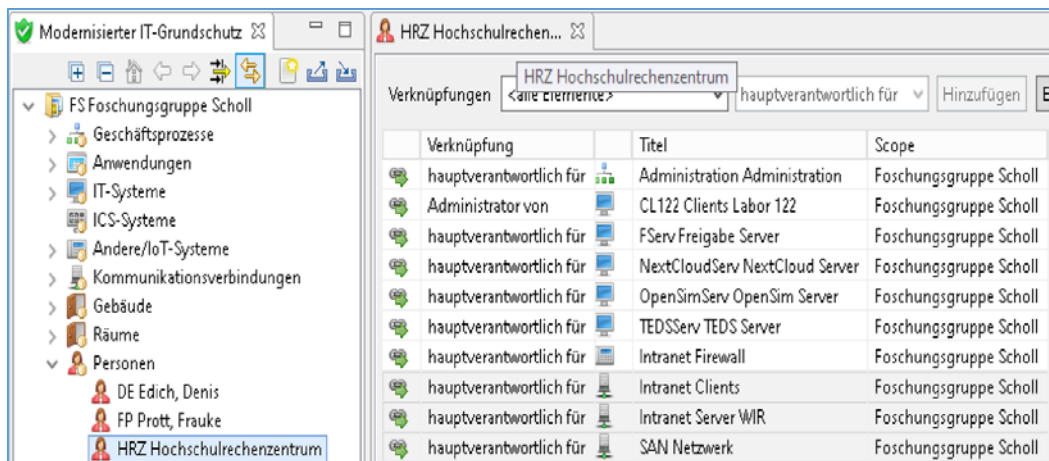 Modernisierter IT-Grundschutz
FS Foschungsgruppe Scholl
Geschäftsprozesse
Anwendungen
IT-Systeme
ICS-Systeme
Andere/IoT-Systeme
Kommunikationsverbindungen
Gebäude
Räume
Personen
DE Edich, Denis
FP Prott, Frauke
HRZ Hochschulrechenzentrum
HRZ Hochschulrechen...
HRZ Hochschulrechenzentrum
Verknüpfungen <alle Elemente> hauptverantwortlich für Hinzufügen E
Verknüpfung Titel Scope
hauptverantwortlich für Administration Administration Foschungsgruppe Scholl
Administrator von CL122 Clients Labor 122 Foschungsgruppe Scholl
hauptverantwortlich für FServ Freigabe Server Foschungsgruppe Scholl
hauptverantwortlich für NextCloudServ NextCloud Server Foschungsgruppe Scholl
hauptverantwortlich für OpenSimServ OpenSim Server Foschungsgruppe Scholl
hauptverantwortlich für TEDSServ TEDS Server Foschungsgruppe Scholl
hauptverantwortlich für Intranet Firewall Foschungsgruppe Scholl
hauptverantwortlich für Intranet Clients Foschungsgruppe Scholl
hauptverantwortlich für Intranet Server WIR Foschungsgruppe Scholl
hauptverantwortlich für SAN Netzwerk Foschungsgruppe Scholl